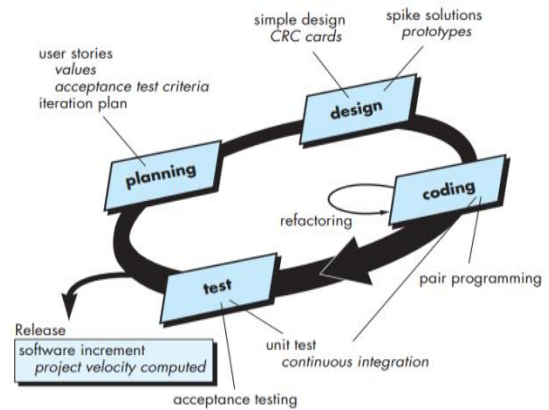 simple design
CRC cards
spike solutions
prototypes
user stories
values
acceptance test criteria
iteration plan
design
planning
coding
refactoring
test
pair programming
Release
software increment
project velocity computed
unit test
continuous integration
acceptance testing